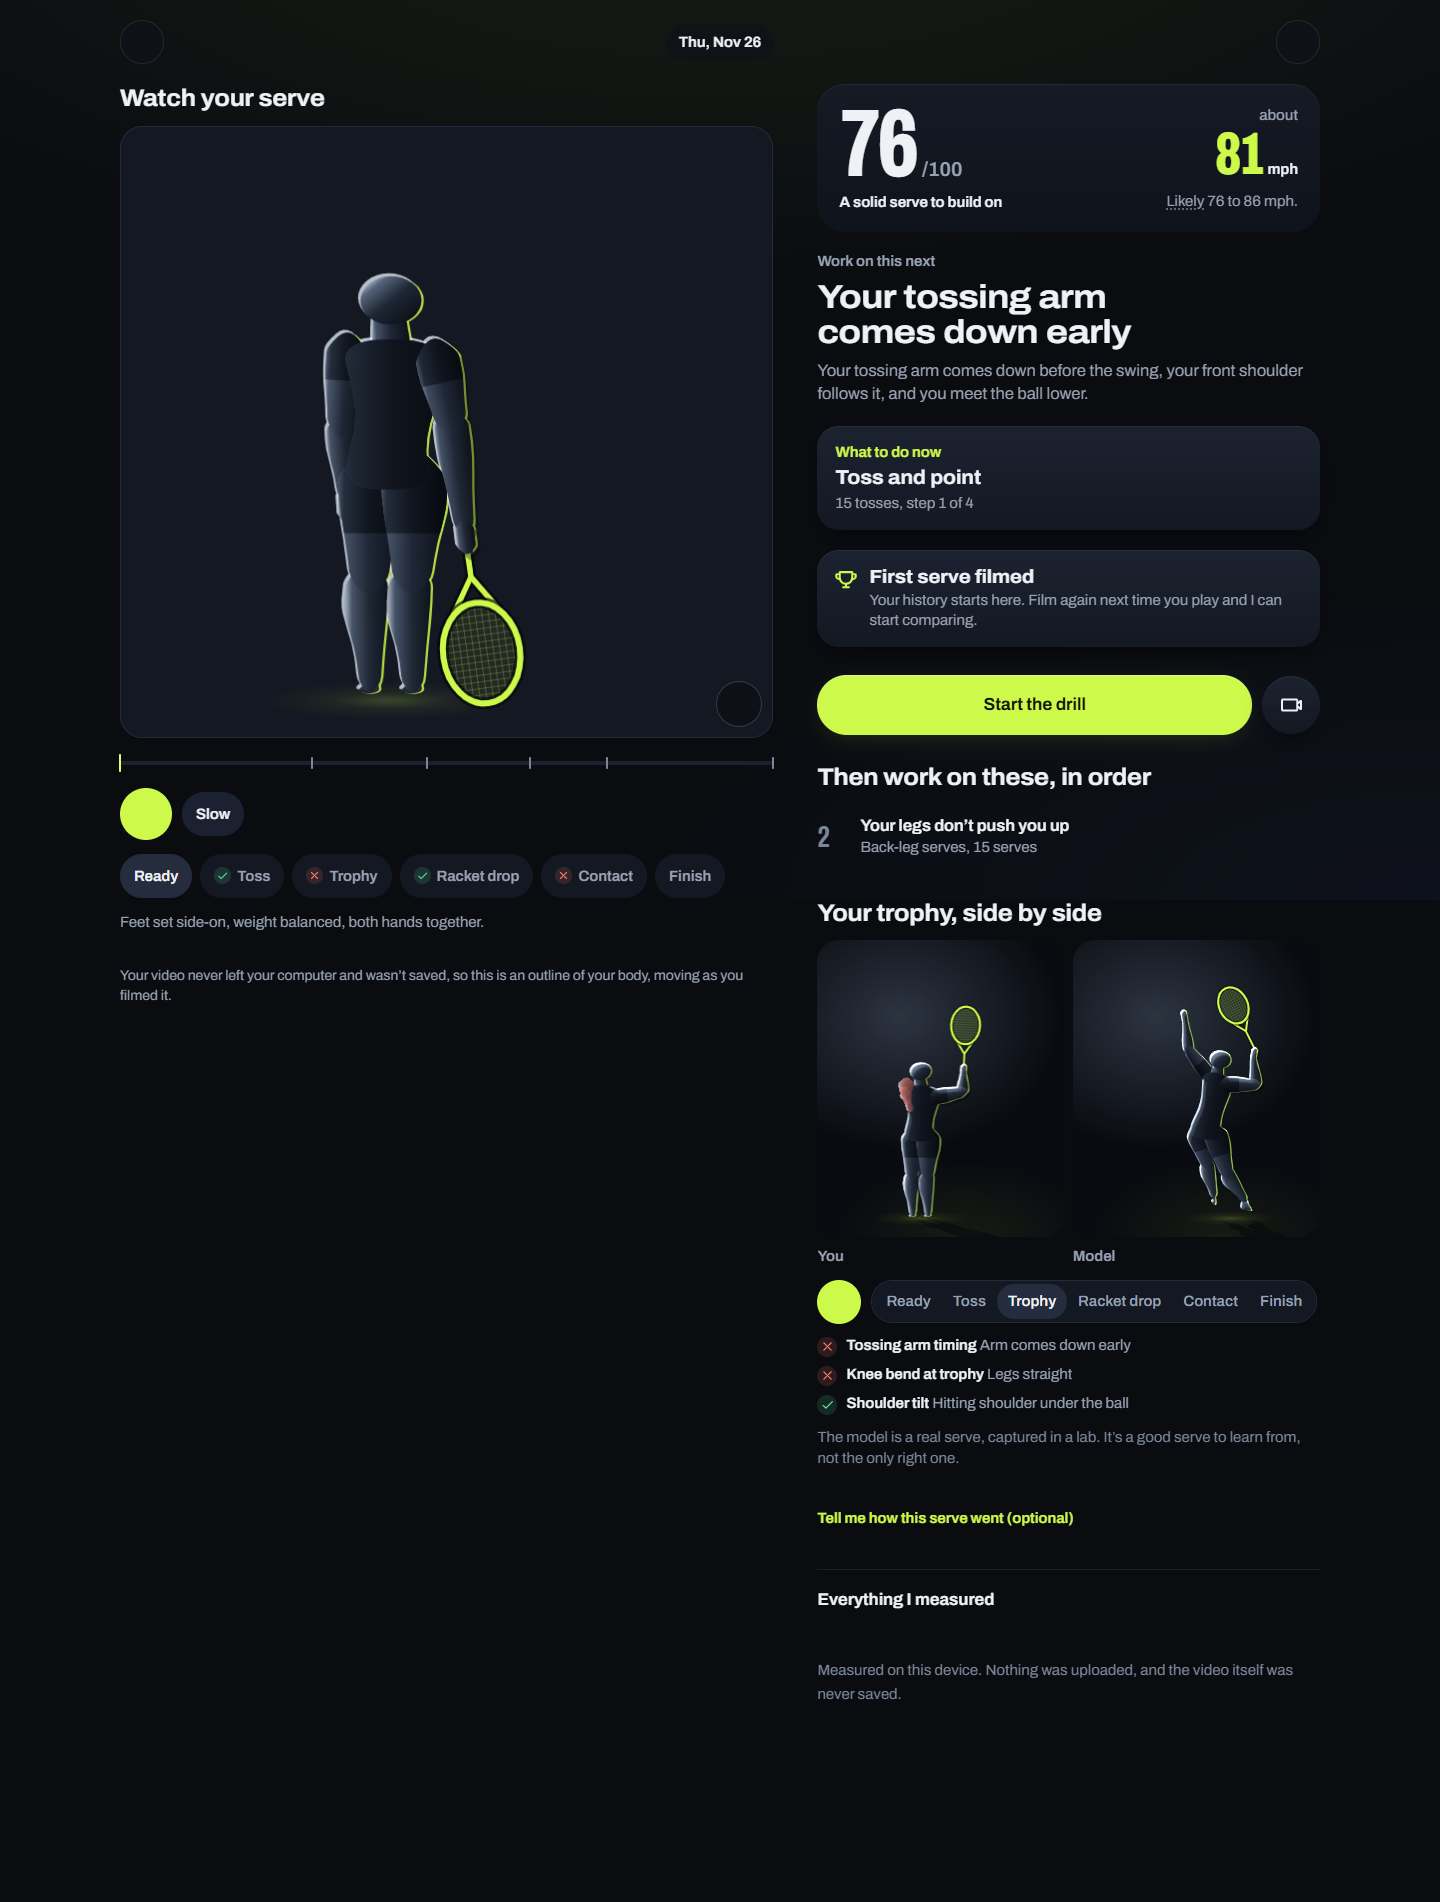 Thu, Nov 26
Watch your serve
Slow
Ready
Toss
Trophy
Racket drop
Contact
Finish
Feet set side-on, weight balanced, both hands together.
Your video never left your computer and wasn’t saved, so this is an outline of your body, moving as you
filmed it.
76 /100
A solid serve to build on
about
81 mph
Likely 76 to 86 mph.
Work on this next
Your tossing arm
comes down early
Your tossing arm comes down before the swing, your front shoulder
follows it, and you meet the ball lower.
What to do now
Toss and point
15 tosses, step 1 of 4
First serve filmed
Your history starts here. Film again next time you play and I can
start comparing.
Start the drill
Then work on these, in order
2
Your legs don’t push you up
Back-leg serves, 15 serves
Your trophy, side by side
You
Model
Ready
Toss
Trophy
Racket drop
Contact
Finish
Tossing arm timing Arm comes down early
Knee bend at trophy Legs straight
Shoulder tilt Hitting shoulder under the ball
The model is a real serve, captured in a lab. It’s a good serve to learn from,
not the only right one.
Tell me how this serve went (optional)
Everything I measured
Measured on this device. Nothing was uploaded, and the video itself was
never saved.